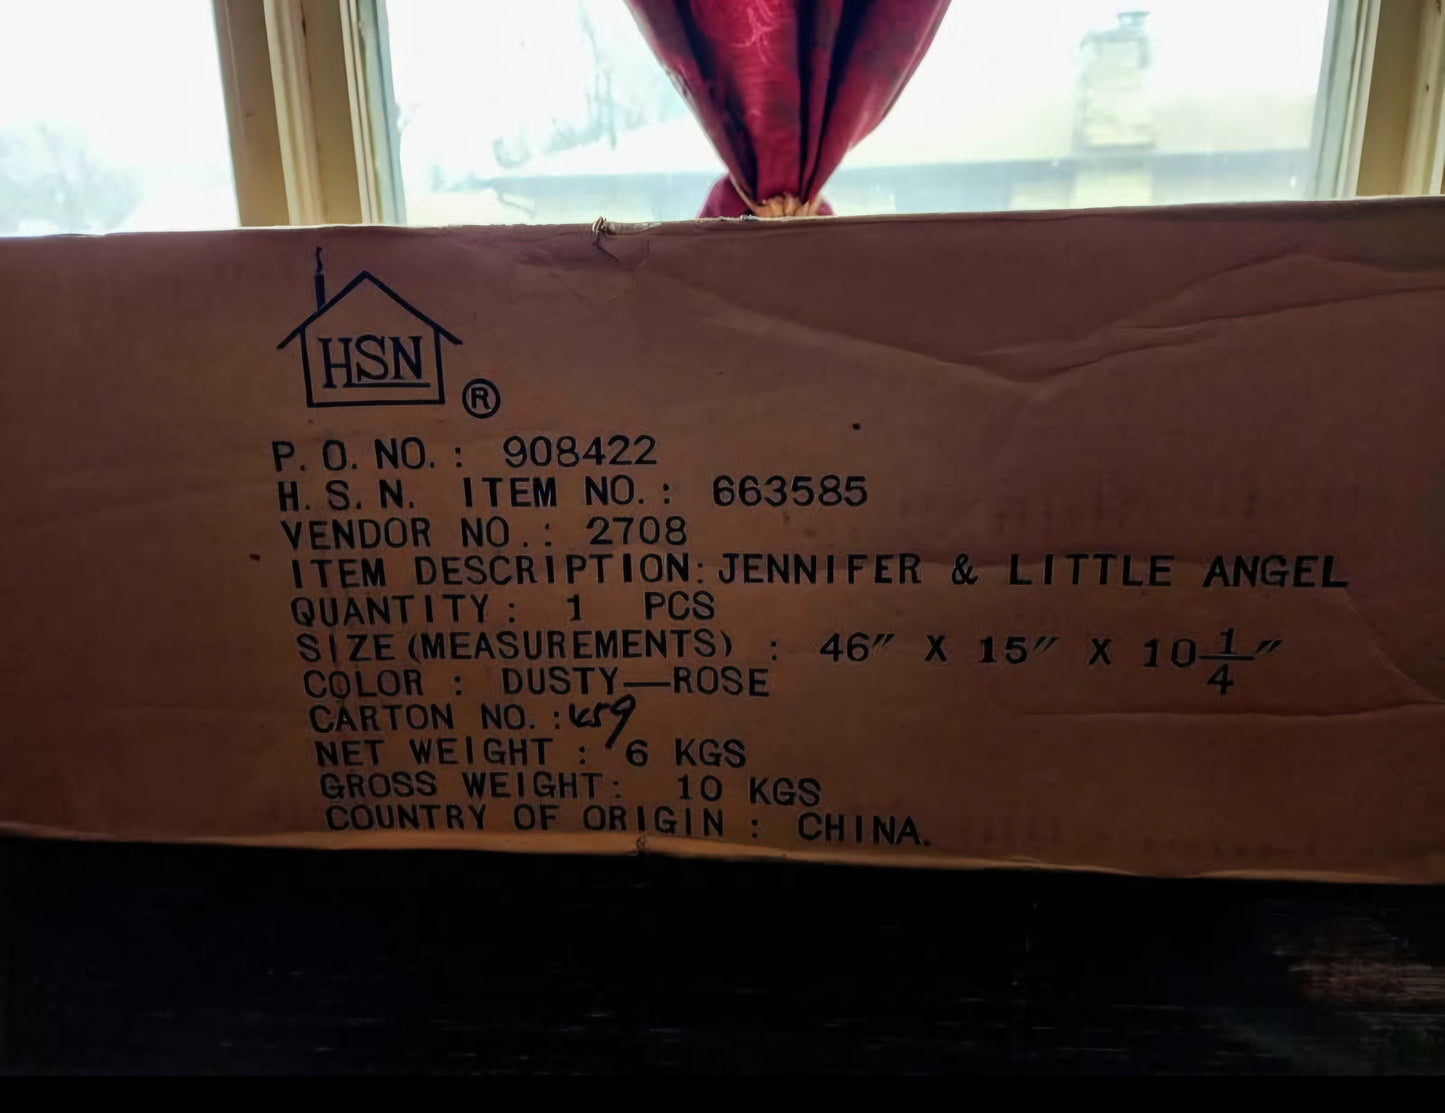 HSN
®
P. O. NO. : 908422
H. S. N. ITEM NO. : 663585
VENDOR NO. : 2708
ITEM DESCRIPTION: JENNIFER & LITTLE ANGEL
QUANTITY : 1 PCS
SIZE (MEASUREMENTS) : 46" X 15" X 10 1/4"
COLOR : DUSTY—ROSE
CARTON NO. :
NET WEIGHT : 6 KGS
GROSS WEIGHT: 10 KGS
COUNTRY OF ORIGIN : CHINA.